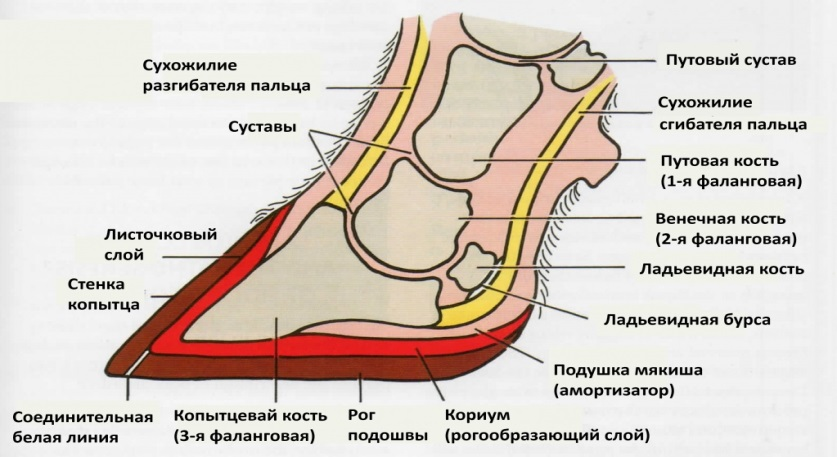 Сухожилие
разгибателя пальца
Суставы
Листочковый
слой
Стенка
копытца
Путовый сустав
Сухожилие
сгибателя пальца
Путовая кость
(1-я фаланговая)
Венечная кость
(2-я фаланговая)
Ладьевидная кость
Ладьевидная бурса
Подушка мякиша
(амортизатор)
Соединительная
белая линия
Копытцевай кость
(3-я фаланговая)
Рог
подошвы
Кориум
(рогообразающий слой)